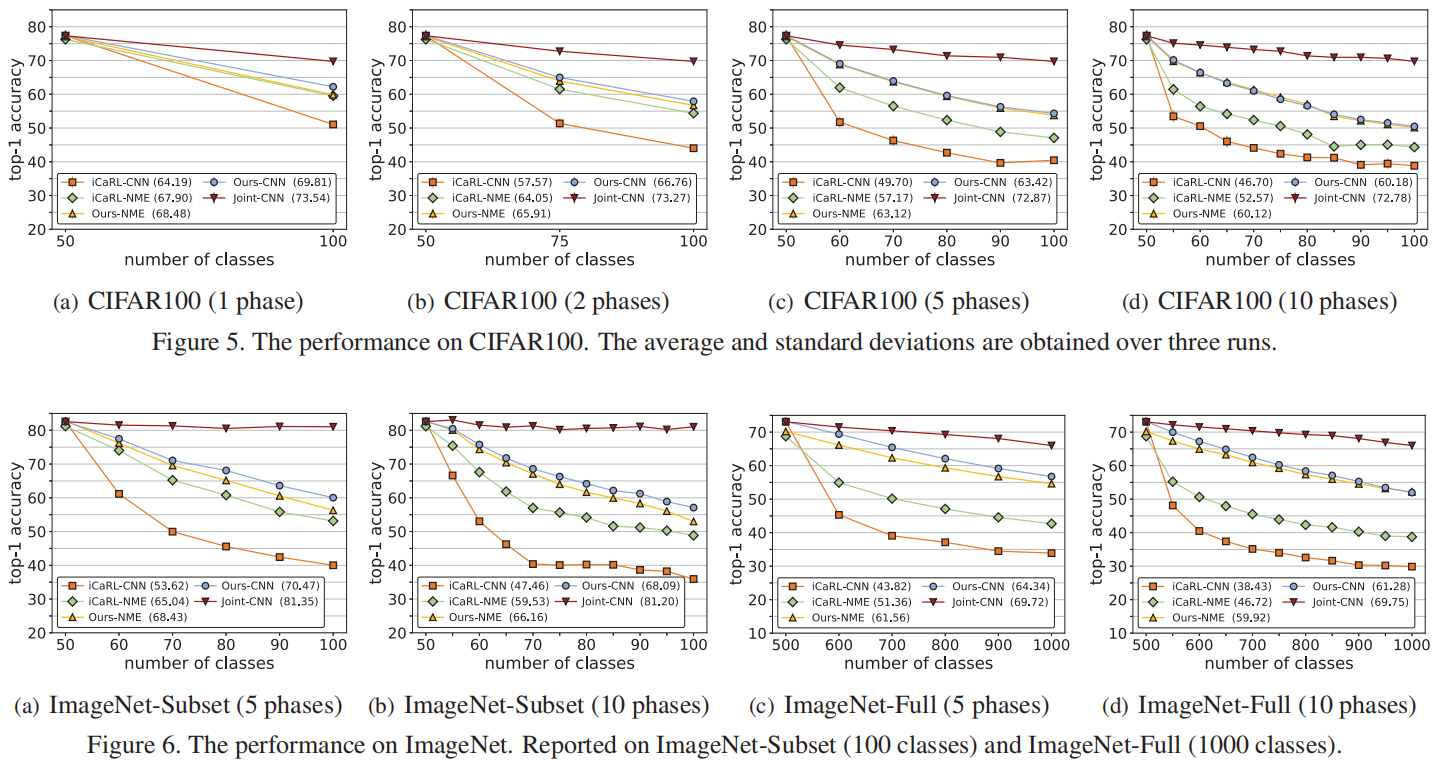 top-1 accuracy
80
70
60
50
40
30
20
iCaRL-CNN (64.19)
iCaRL-NME (67.90)
Ours-NME (68.48)
Ours-CNN (69.81)
Joint-CNN (73.54)
50
100
number of classes
(a) CIFAR100 (1 phase)
top-1 accuracy
80
70
60
50
40
30
20
iCaRL-CNN (57.57)
iCaRL-NME (64.05)
Ours-NME (65.91)
Ours-CNN (66.76)
Joint-CNN (73.27)
50
75
100
number of classes
(b) CIFAR100 (2 phases)
top-1 accuracy
80
70
60
50
40
30
20
iCaRL-CNN (49.70)
iCaRL-NME (57.17)
Ours-NME (63.12)
Ours-CNN (63.42)
Joint-CNN (72.87)
50 60 70 80 90 100
number of classes
(c) CIFAR100 (5 phases)
top-1 accuracy
80
70
60
50
40
30
20
iCaRL-CNN (46.70)
iCaRL-NME (52.57)
Ours-NME (60.12)
Ours-CNN (60.18)
Joint-CNN (72.78)
50 60 70 80 90 100
number of classes
(d) CIFAR100 (10 phases)
Figure 5. The performance on CIFAR100. The average and standard deviations are obtained over three runs.
top-1 accuracy
80
70
60
50
40
30
20
iCaRL-CNN (53.62)
iCaRL-NME (65.04)
Ours-NME (68.43)
Ours-CNN (70.47)
Joint-CNN (81.35)
50 60 70 80 90 100
number of classes
(a) ImageNet-Subset (5 phases)
top-1 accuracy
80
70
60
50
40
30
20
iCaRL-CNN (47.46)
iCaRL-NME (59.53)
Ours-NME (66.16)
Ours-CNN (68.09)
Joint-CNN (81.20)
50 60 70 80 90 100
number of classes
(b) ImageNet-Subset (10 phases)
top-1 accuracy
70
60
50
40
30
20
10
iCaRL-CNN (43.82)
iCaRL-NME (51.36)
Ours-NME (61.56)
Ours-CNN (64.34)
Joint-CNN (69.72)
500 600 700 800 900 1000
number of classes
(c) ImageNet-Full (5 phases)
top-1 accuracy
70
60
50
40
30
20
10
iCaRL-CNN (38.43)
iCaRL-NME (46.72)
Ours-NME (59.92)
Ours-CNN (61.28)
Joint-CNN (69.75)
500 600 700 800 900 1000
number of classes
(d) ImageNet-Full (10 phases)
Figure 6. The performance on ImageNet. Reported on ImageNet-Subset (100 classes) and ImageNet-Full (1000 classes).